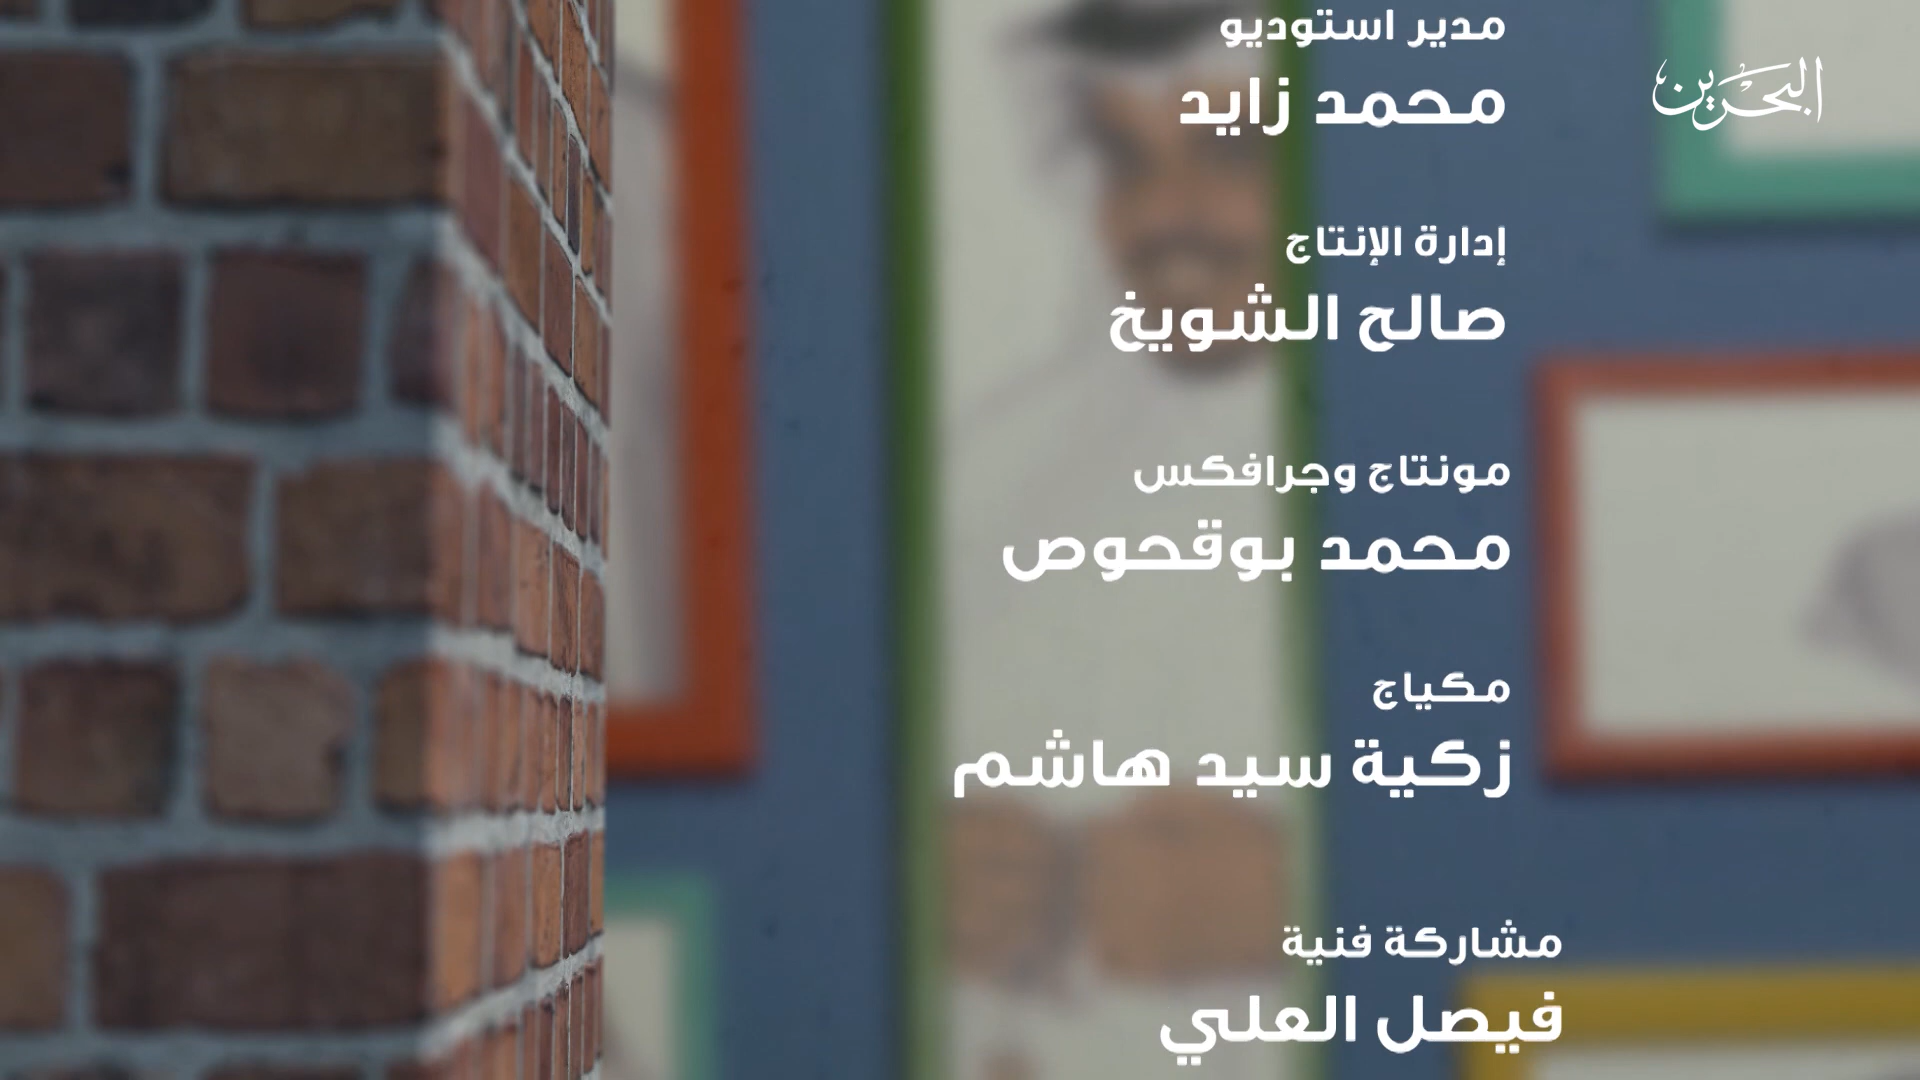 مدير استوديو
محمد زايد
البحرين
إدارة الإنتاج
صالح الشويخ
مونتاج وجرافكس
محمد بوقحوص
مكياج
زكية سيد هاشم
مشاركة فنية
فيصل العلي